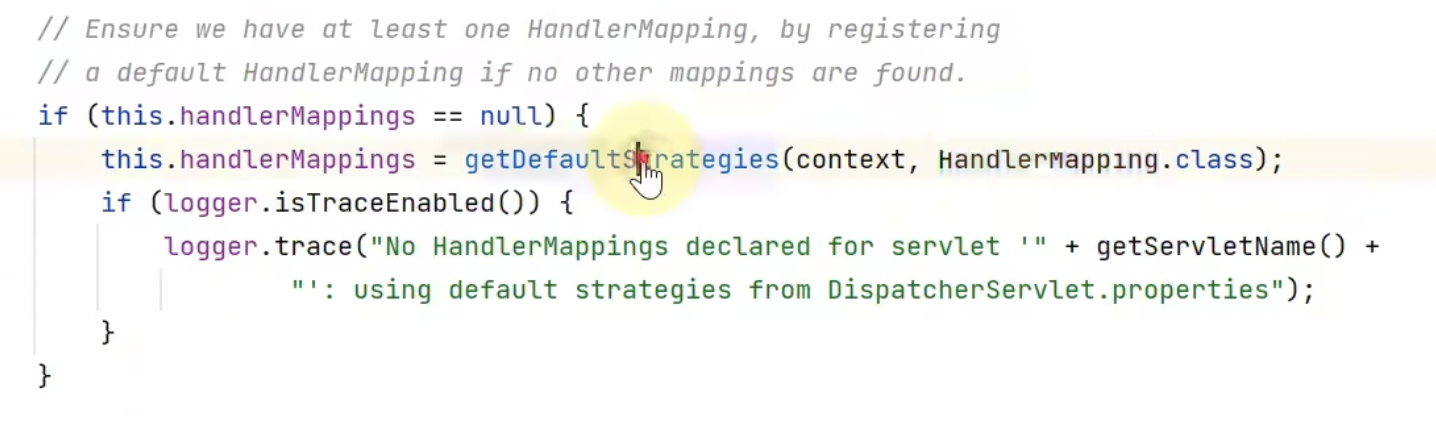 // Ensure we have at least one HandlerMapping, by registering
// a default HandlerMapping if no other mappings are found.
if (this.handlerMappings == null) {
this.handlerMappings = getDefaultStrategies(context, HandlerMapping.class);
if (logger.isTraceEnabled()) {
logger.trace("No HandlerMappings declared for servlet '" + getServletName() +
"': using default strategies from DispatcherServlet.properties");
}
}